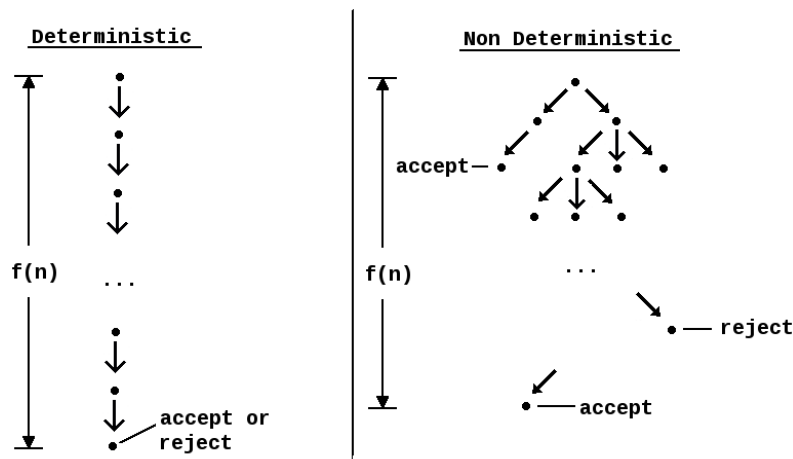 Deterministic
f(n)
...
accept or
reject
Non Deterministic
accept
f(n)
...
reject
accept